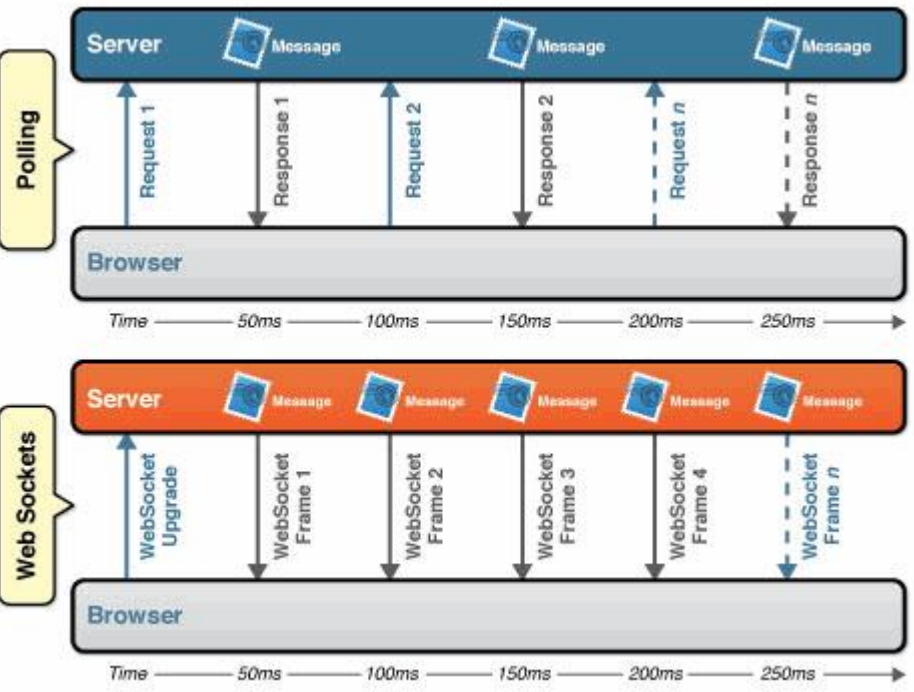 Polling
Server
Message
Message
Message
Request 1
Response 1
Request 2
Response 2
Request n
Response n
Browser
Time
50ms
100ms
150ms
200ms
250ms
Web Sockets
Server
Message
Message
Message
Message
Message
WebSocket
Upgrade
WebSocket
Frame 1
WebSocket
Frame 2
WebSocket
Frame 3
WebSocket
Frame 4
WebSocket
Frame n
Browser
Time
50ms
100ms
150ms
200ms
250ms